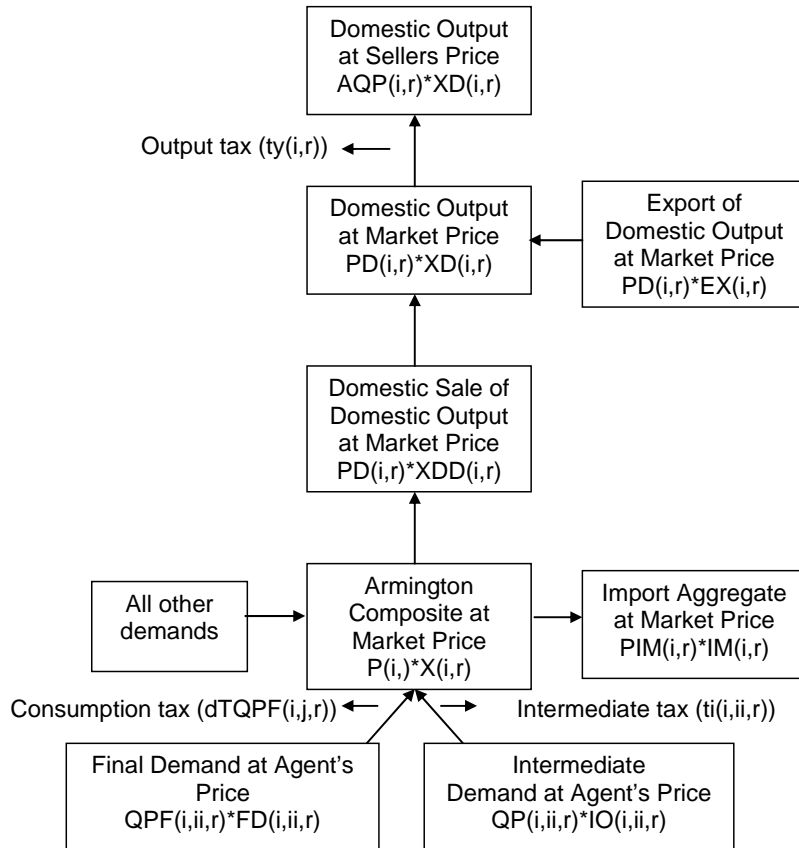 Domestic Output
at Sellers Price
AQP(i,r)*XD(i,r)
Output tax (ty(i,r))
Domestic Output
at Market Price
PD(i,r)*XD(i,r)
Export of
Domestic Output
at Market Price
PD(i,r)*EX(i,r)
Domestic Sale of
Domestic Output
at Market Price
PD(i,r)*XDD(i,r)
All other
demands
Armington
Composite at
Market Price
P(i,)*X(i,r)
Import Aggregate
at Market Price
PIM(i,r)*IM(i,r)
Consumption tax (dTQPF(i,j,r))
Intermediate tax (ti(i,ii,r))
Final Demand at Agent's
Price
QPF(i,ii,r)*FD(i,ii,r)
Intermediate
Demand at Agent's Price
QP(i,ii,r)*IO(i,ii,r)